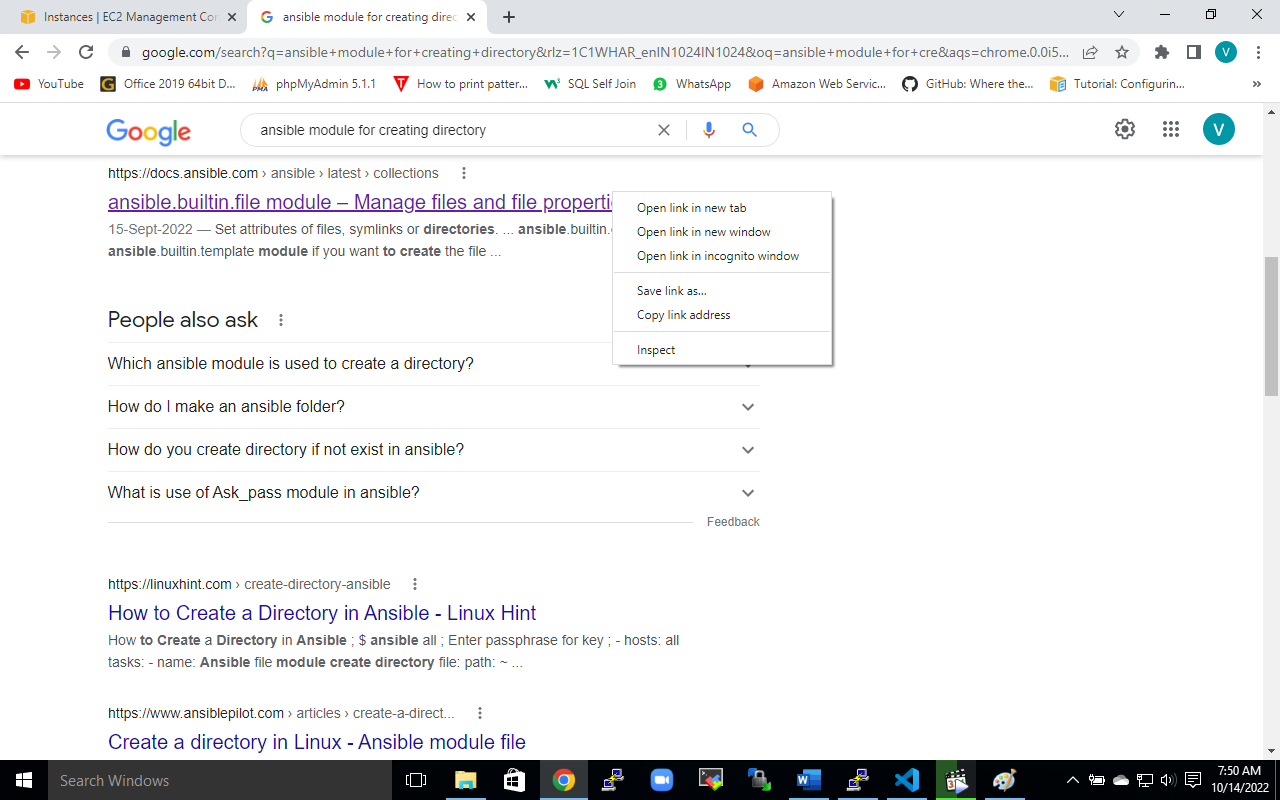 Instances | EC2 Management Con
ansible module for creating direc
google.com/search?q=ansible+module+for+creating+directory&rlz=1C1WHAR_enIN1024IN1024&oq=ansible+module+for+cre&aqs=chrome.0.0i5...
V
YouTube
Office 2019 64bit D...
phpMyAdmin 5.1.1
How to print patter...
SQL Self Join
WhatsApp
Amazon Web Servic...
GitHub: Where the...
Tutorial: Configurin...
»
Google
ansible module for creating directory
V
https://docs.ansible.com › ansible › latest › collections
ansible.builtin.file module – Manage files and file properti
15-Sept-2022 — Set attributes of files, symlinks or directories. ... ansible.builtin.
ansible.builtin.template module if you want to create the file ...
Open link in new tab
Open link in new window
Open link in incognito window
Save link as...
Copy link address
Inspect
People also ask
Which ansible module is used to create a directory?
How do I make an ansible folder?
How do you create directory if not exist in ansible?
What is use of Ask_pass module in ansible?
Feedback
https://linuxhint.com › create-directory-ansible
How to Create a Directory in Ansible - Linux Hint
How to Create a Directory in Ansible ; $ ansible all ; Enter passphrase for key ; - hosts: all
tasks: - name: Ansible file module create directory file: path: ~ ...
https://www.ansiblepilot.com › articles › create-a-direct...
Create a directory in Linux - Ansible module file
Search Windows
7:50 AM
10/14/2022